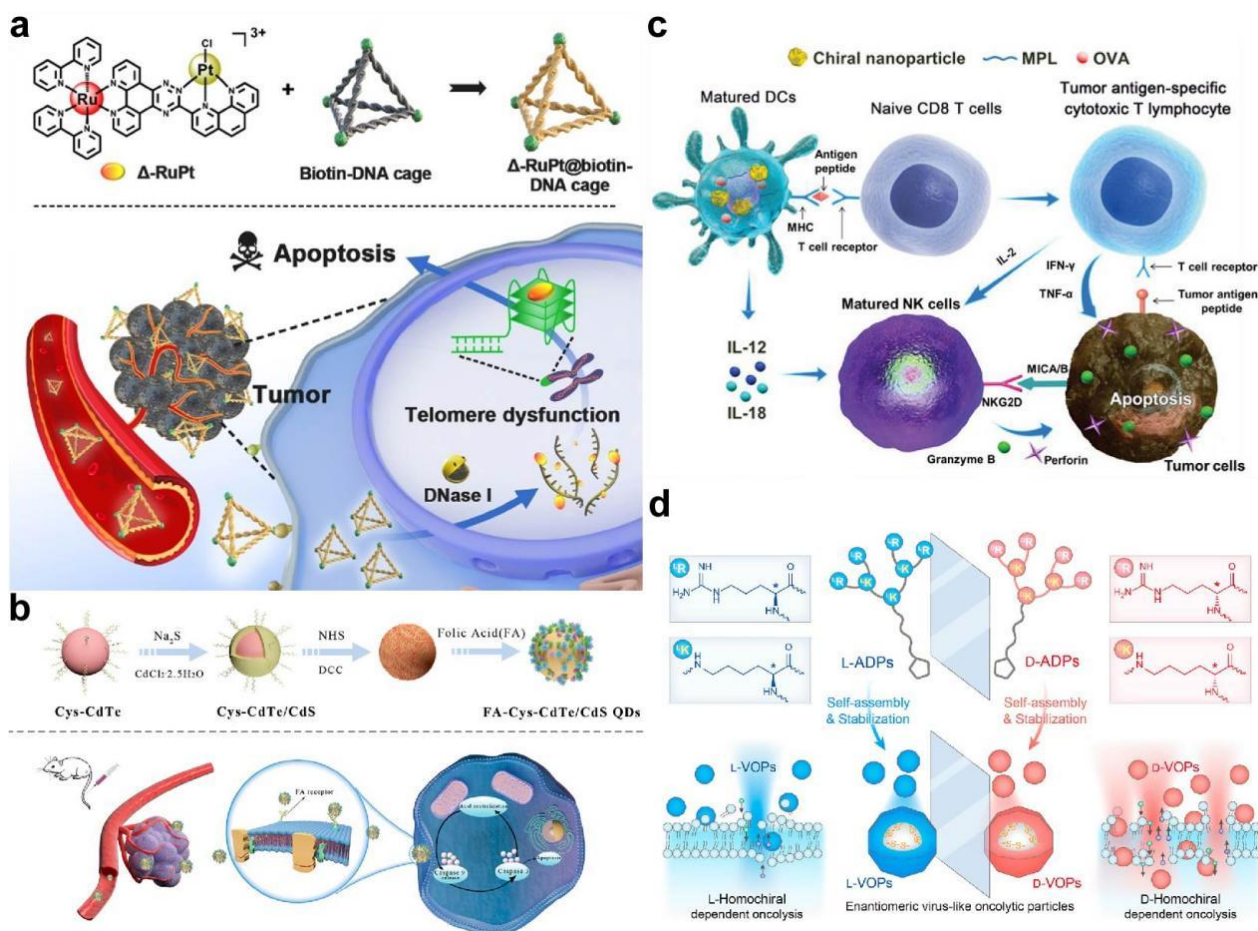 a
Cl
3+
Pt
Ru
N
+
Δ-RuPt
Biotin-DNA cage
Δ-RuPt@biotin-
DNA cage
Apoptosis
Tumor
Telomere dysfunction
DNase I
b
Na₂S
CdCl₂·2.5H₂O
NHS
DCC
Folic Acid(FA)
Cys-CdTe
Cys-CdTe/CdS
FA-Cys-CdTe/CdS QDs
FA receptor
Caspase 9
Apoptosis
c
Chiral nanoparticle
MPL
OVA
Matured DCs
Naive CD8 T cells
Tumor antigen-specific
cytotoxic T lymphocyte
Antigen
peptide
MHC
T cell receptor
IL-2
IFN-γ
TNF-α
T cell receptor
Tumor antigen
peptide
Matured NK cells
IL-12
IL-18
MICA/B
NKG2D
Apoptosis
Granzyme B
Perforin
Tumor cells
d
L-ADPs
D-ADPs
Self-assembly
& Stabilization
Self-assembly
& Stabilization
L-VOPs
D-VOPs
L-VOPs
D-VOPs
L-Homochiral
dependent oncolysis
Enantiomeric virus-like oncolytic particles
D-Homochiral
dependent oncolysis